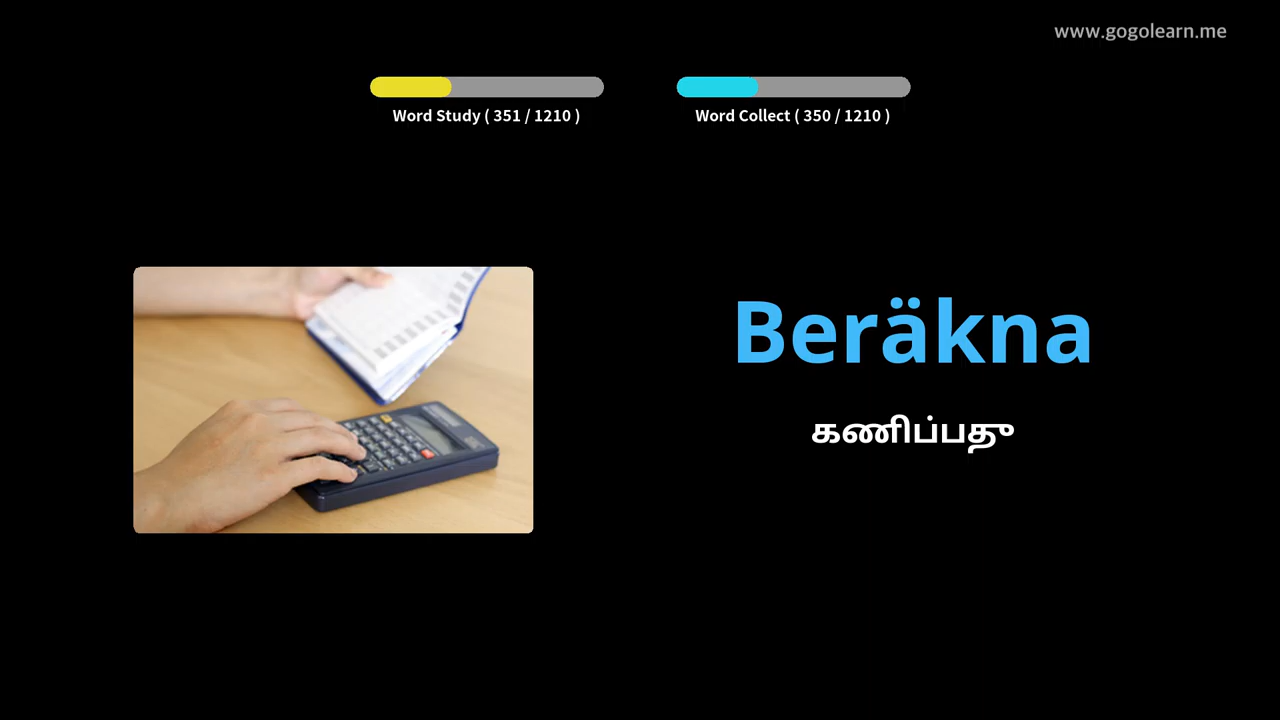 www.gogolearn.me
Word Study ( 351 / 1210 )
Word Collect ( 350 / 1210 )
Beräkna
கணிப்பது